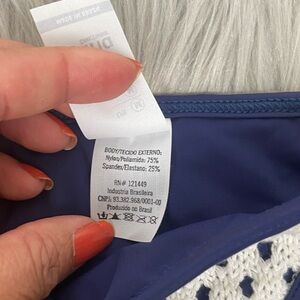 BODY/TECIDO EXTERNO:
Nylon/Poliamida: 75%
Spandex/Elastano: 25%
RN# 121449
Indústria Brasileira
CNPJ: 93.382.968/0001-00
Produzido no Brasil